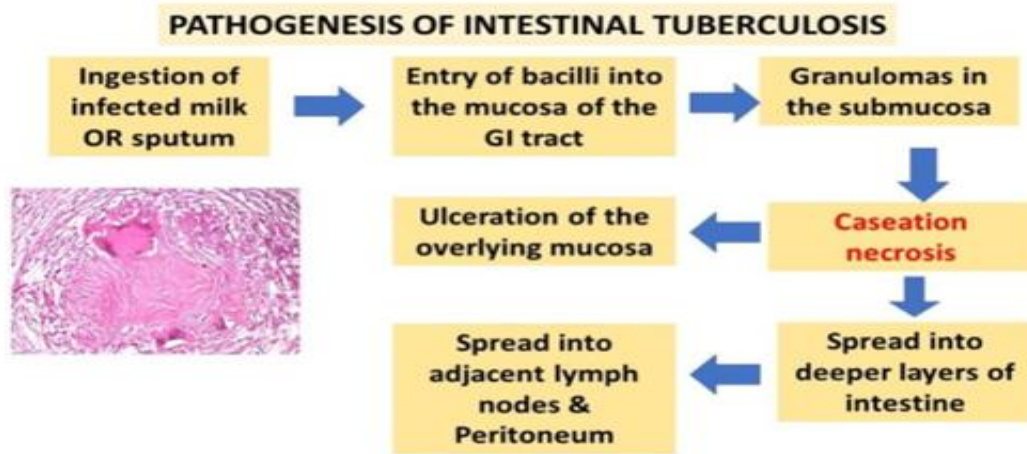 PATHOGENESIS OF INTESTINAL TUBERCULOSIS
Ingestion of
infected milk
OR sputum
Entry of bacilli into
the mucosa of the
GI tract
Granulomas in
the submucosa
Caseation
necrosis
Ulceration of the
overlying mucosa
Spread into
deeper layers of
intestine
Spread into
adjacent lymph
nodes &
Peritoneum